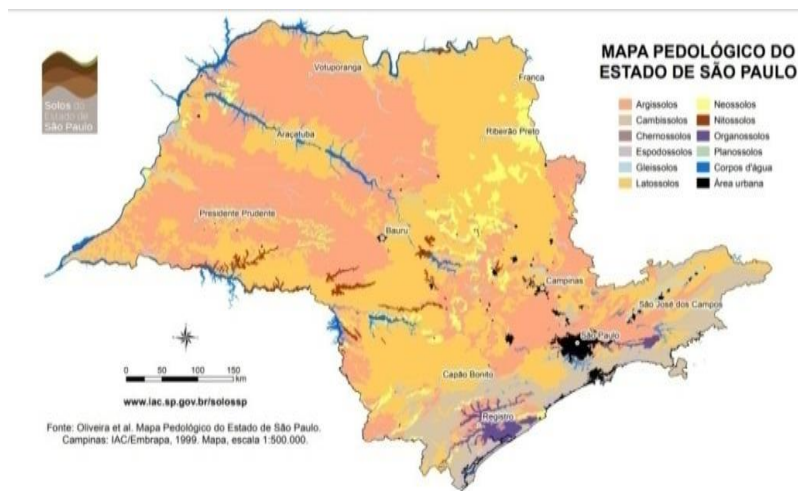 MAPA PEDOLÓGICO DO
ESTADO DE SÃO PAULO
Solos do
Estado de
São Paulo
Argissolos
Cambissolos
Chernossolos
Espodossolos
Gleissolos
Latossolos
Neossolos
Nitossolos
Organossolos
Planossolos
Corpos d'água
Área urbana
Votuporanga
Franca
Araçatuba
Ribeirão Preto
Presidente Prudente
Bauru
Campinas
São José dos Campos
São Paulo
Capão Bonito
Registro
0 50 100 150
km
www.iac.sp.gov.br/solossp
Fonte: Oliveira et al. Mapa Pedológico do Estado de São Paulo.
Campinas: IAC/Embrapa, 1999. Mapa, escala 1:500.000.